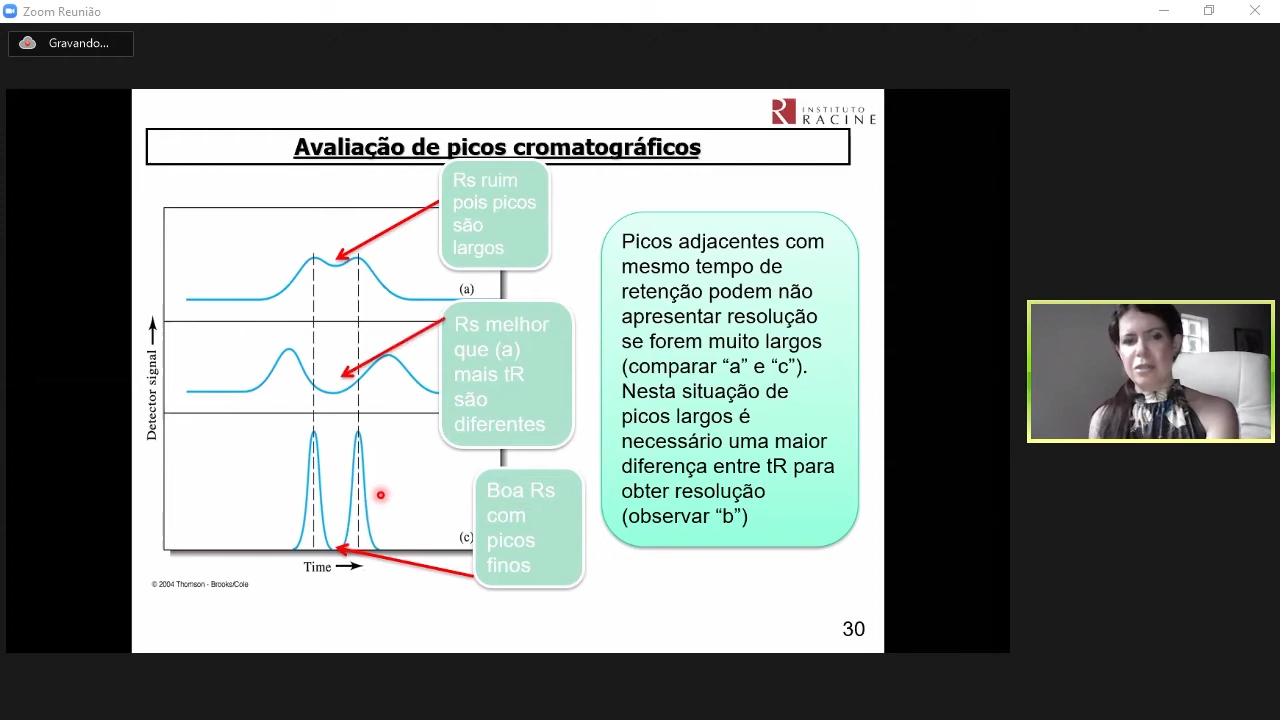 Zoom Reunião
Gravando...
INSTITUTO
RACINE
Avaliação de picos cromatográficos
Rs ruim
pois picos
são
largos
(a)
Rs melhor
que (a)
mais tR
são
diferentes
Detector signal
Boa Rs
com
picos
finos
(c)
Time
© 2004 Thomson - Brooks/Cole
Picos adjacentes com
mesmo tempo de
retenção podem não
apresentar resolução
se forem muito largos
(comparar “a” e “c”).
Nesta situação de
picos largos é
necessário uma maior
diferença entre tR para
obter resolução
(observar “b”)
30